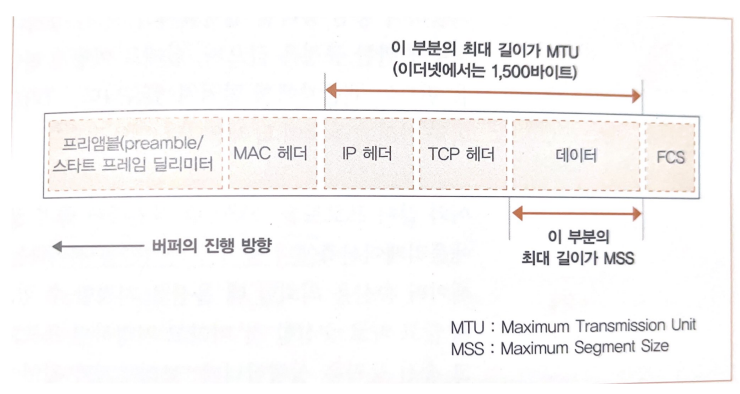 이 부분의 최대 길이가 MTU
(이더넷에서는 1,500바이트)
프리앰블(preamble/
스타트 프레임 딜리미터
MAC 헤더
IP 헤더
TCP 헤더
데이터
FCS
버퍼의 진행 방향
이 부분의
최대 길이가 MSS
MTU : Maximum Transmission Unit
MSS : Maximum Segment Size